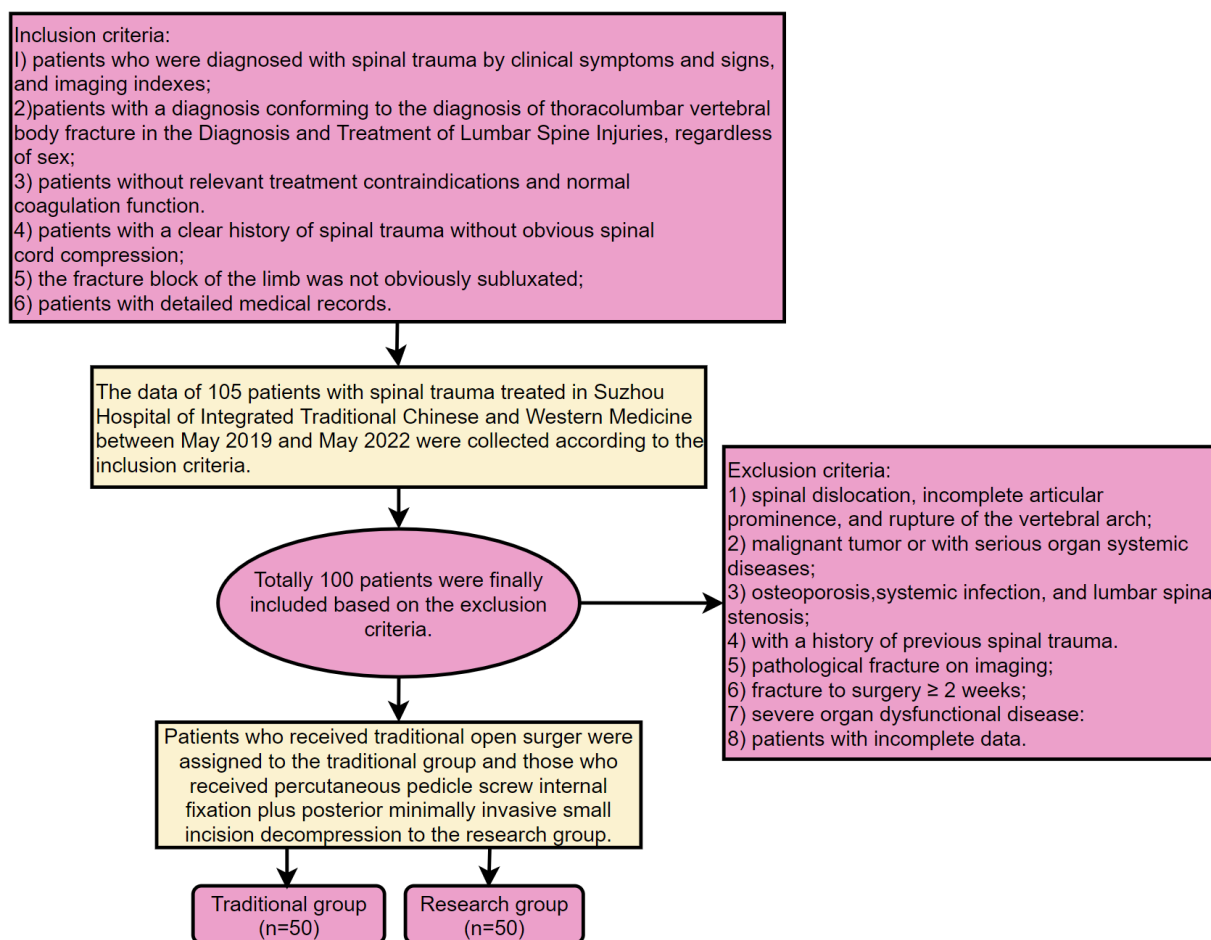 Inclusion criteria:
I) patients who were diagnosed with spinal trauma by clinical symptoms and signs,
and imaging indexes;
2)patients with a diagnosis conforming to the diagnosis of thoracolumbar vertebral
body fracture in the Diagnosis and Treatment of Lumbar Spine Injuries, regardless
of sex;
3) patients without relevant treatment contraindications and normal
coagulation function.
4) patients with a clear history of spinal trauma without obvious spinal
cord compression;
5) the fracture block of the limb was not obviously subluxated;
6) patients with detailed medical records.
The data of 105 patients with spinal trauma treated in Suzhou
Hospital of Integrated Traditional Chinese and Western Medicine
between May 2019 and May 2022 were collected according to the
inclusion criteria.
Exclusion criteria:
1) spinal dislocation, incomplete articular
prominence, and rupture of the vertebral arch;
2) malignant tumor or with serious organ systemic
diseases;
3) osteoporosis,systemic infection, and lumbar spinal
stenosis;
4) with a history of previous spinal trauma.
5) pathological fracture on imaging;
6) fracture to surgery ≥ 2 weeks;
7) severe organ dysfunctional disease:
8) patients with incomplete data.
Totally 100 patients were finally
included based on the exclusion
criteria.
Patients who received traditional open surger were
assigned to the traditional group and those who
received percutaneous pedicle screw internal
fixation plus posterior minimally invasive small
incision decompression to the research group.
Traditional group
(n=50)
Research group
(n=50)